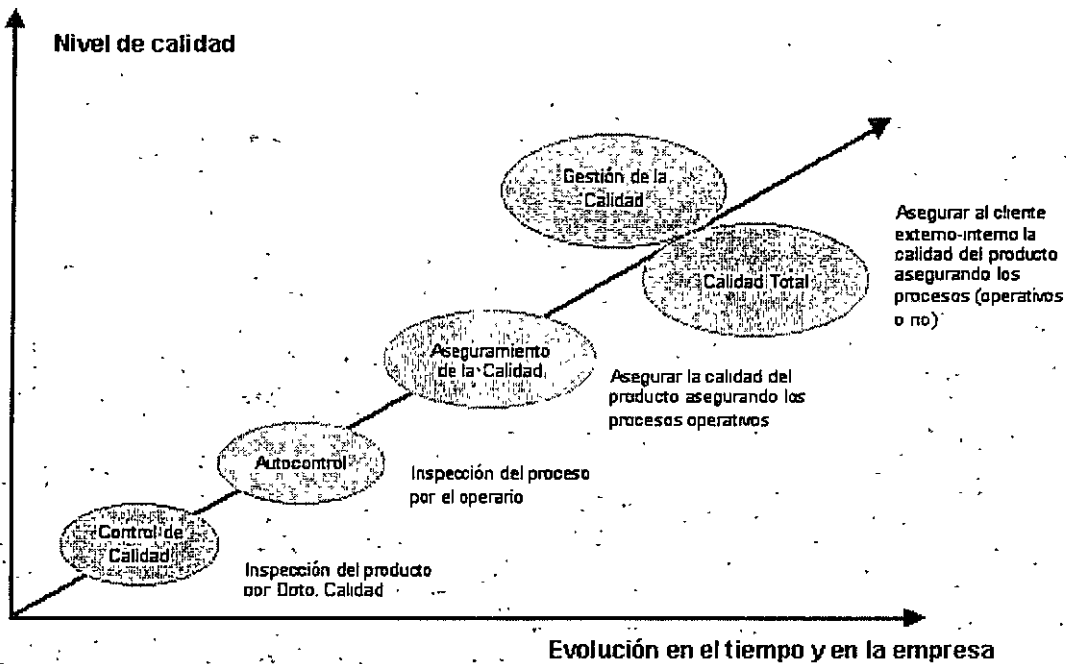 Nivel de calidad
Gestión de la
Calidad
Asegurar al cliente
externo-interno la
calidad del producto
asegurando los
procesos (operativos
o no)
Calidad Total
Aseguramiento
de la Calidad
Asegurar la calidad del
producto asegurando los
procesos operativos
Autocontrol
Inspección del proceso
por el operario
Control de
Calidad
Inspección del producto
por Dpto. Calidad
Evolución en el tiempo y en la empresa